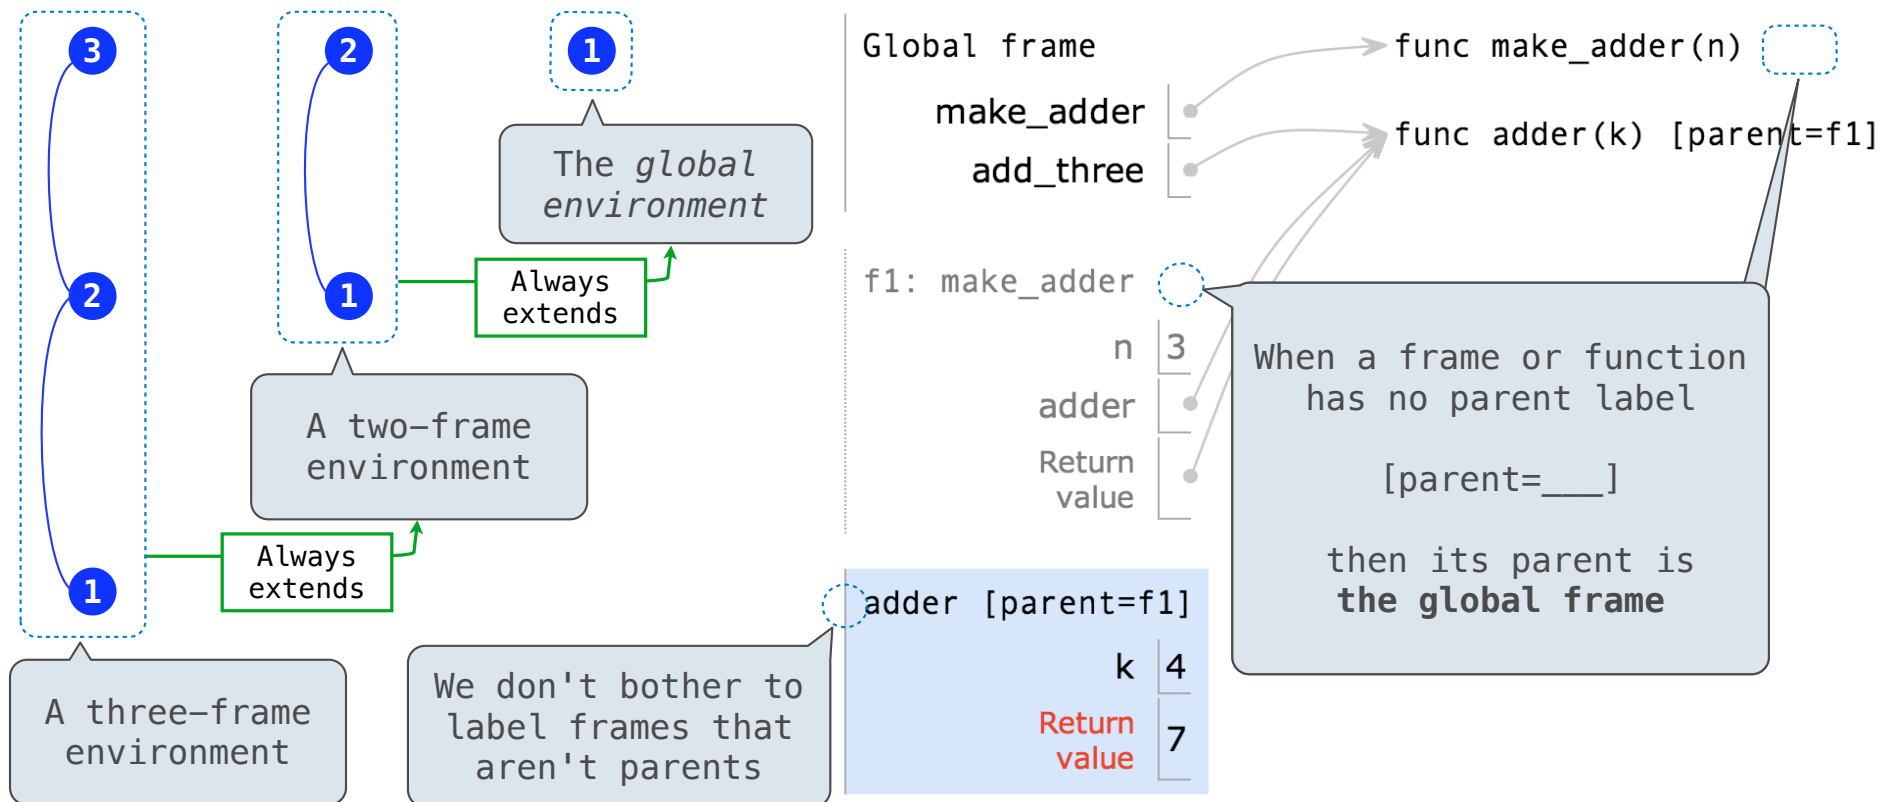 3
2
1
2
1
1
The global
environment
Always
extends
A two-frame
environment
Always
extends
A three-frame
environment
We don't bother to
label frames that
aren't parents
Global frame
make_adder
add_three
func make_adder(n)
func adder(k) [parent=f1]
f1: make_adder
n 3
adder
Return
value
When a frame or function
has no parent label
[parent=___]
then its parent is
the global frame
adder [parent=f1]
k 4
Return
value 7